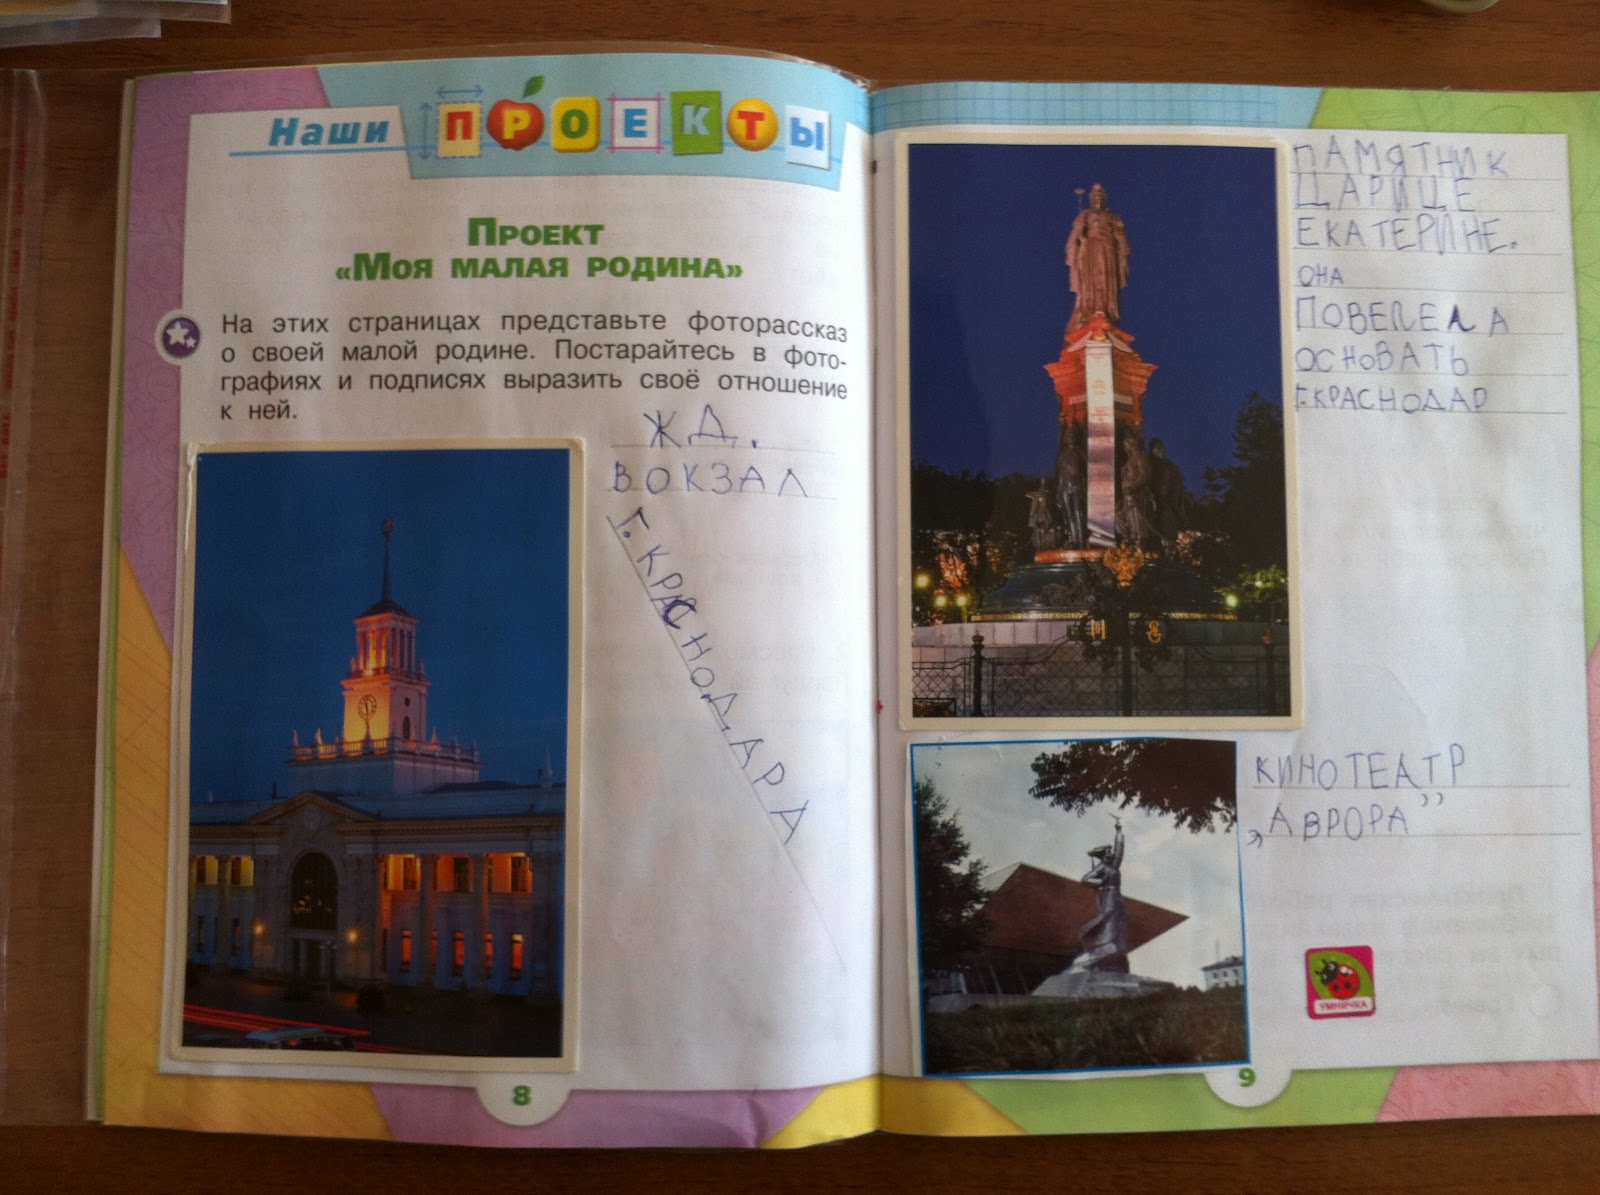 Наши ПРОЕКТЫ
ПРОЕКТ
«МОЯ МАЛАЯ РОДИНА»
На этих страницах представьте фоторассказ
о своей малой родине. Постарайтесь в фото-
графиях и подписях выразить своё отношение
к ней.
Ж.Д.
ВОКЗАЛ
Г. КРАСНОДАРА
8
ПАМЯТНИК
ЦАРИЦЕ
ЕКАТЕРИНЕ.
ОНА
ПОВЕЛЕЛА
ОСНОВАТЬ
Г.КРАСНОДАР
КИНОТЕАТР
„АВРОРА”
УМНИЧКА
9